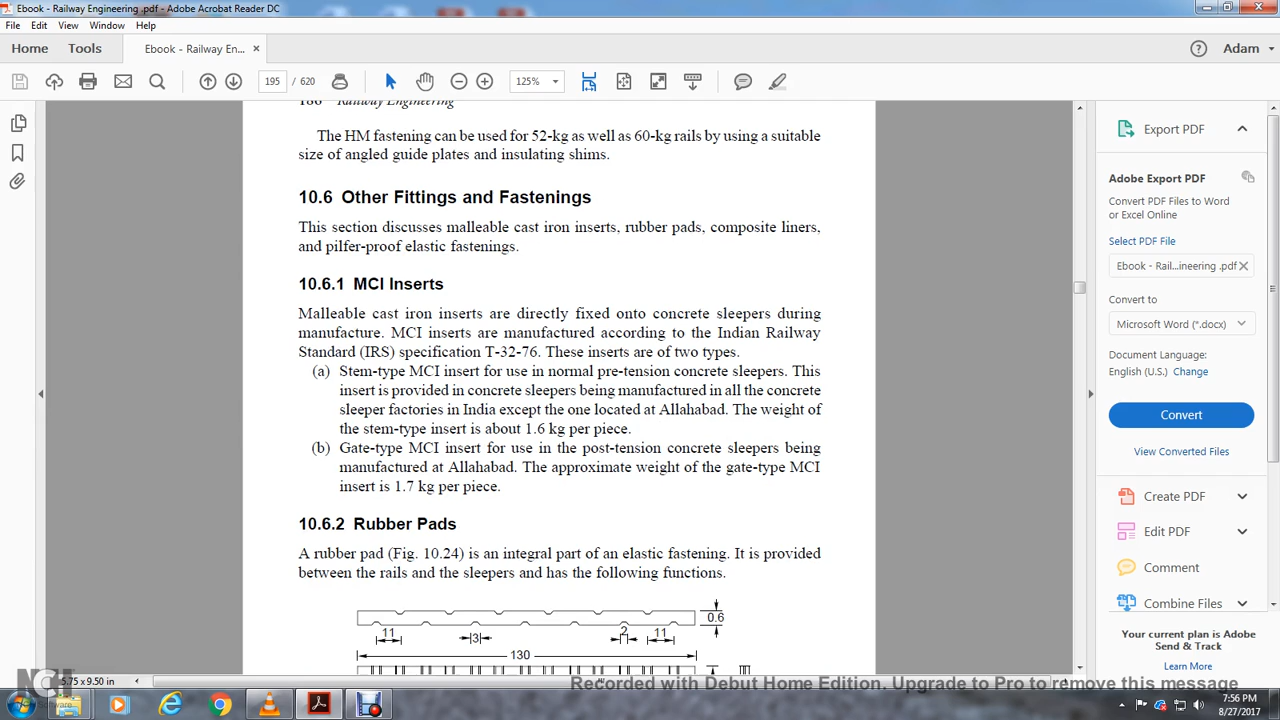 Ebook - Railway Engineering .pdf - Adobe Acrobat Reader DC
File Edit View Window Help
Home Tools Ebook - Railway En... × Adam
195 / 620 125%
186 Railway Engineering
The HM fastening can be used for 52-kg as well as 60-kg rails by using a suitable
size of angled guide plates and insulating shims.
10.6 Other Fittings and Fastenings
This section discusses malleable cast iron inserts, rubber pads, composite liners,
and pilfer-proof elastic fastenings.
10.6.1 MCI Inserts
Malleable cast iron inserts are directly fixed onto concrete sleepers during
manufacture. MCI inserts are manufactured according to the Indian Railway
Standard (IRS) specification T-32-76. These inserts are of two types.
(a) Stem-type MCI insert for use in normal pre-tension concrete sleepers. This
insert is provided in concrete sleepers being manufactured in all the concrete
sleeper factories in India except the one located at Allahabad. The weight of
the stem-type insert is about 1.6 kg per piece.
(b) Gate-type MCI insert for use in the post-tension concrete sleepers being
manufactured at Allahabad. The approximate weight of the gate-type MCI
insert is 1.7 kg per piece.
10.6.2 Rubber Pads
A rubber pad (Fig. 10.24) is an integral part of an elastic fastening. It is provided
between the rails and the sleepers and has the following functions.
0.6
11 3 2 11
130
5.75 x 9.50 in
Export PDF
Adobe Export PDF
Convert PDF Files to Word
or Excel Online
Select PDF File
Ebook - Rail...ineering .pdf ×
Convert to
Microsoft Word (*.docx)
Document Language:
English (U.S.) Change
Convert
View Converted Files
Create PDF
Edit PDF
Comment
Combine Files
Your current plan is Adobe
Send & Track
Learn More
NCH
Software
Recorded with Debut Home Edition. Upgrade to Pro to remove this message
7:56 PM
8/27/2017